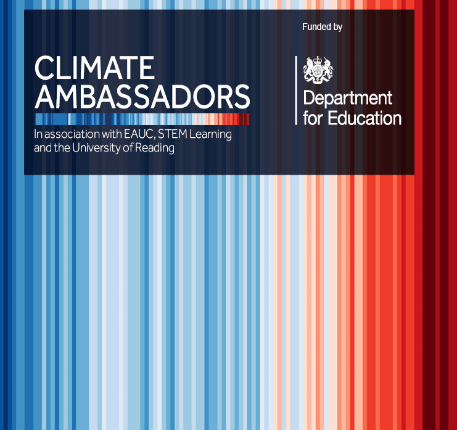 Funded by
CLIMATE
AMBASSADORS
In association with EAUC, STEM Learning
and the University of Reading
Department
for Education